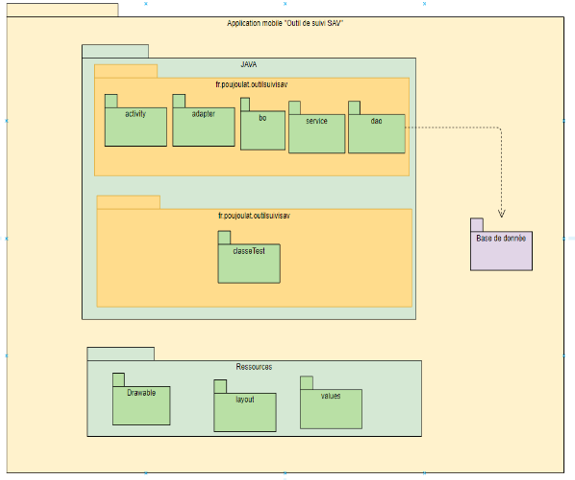 Application mobile "Outil de suivi SAV"
JAVA
fr.poujoulat.outilsuivisav
activity
adapter
bo
service
dao
fr.poujoulat.outilsuivisav
classeTest
Base de donnée
Ressources
Drawable
layout
values